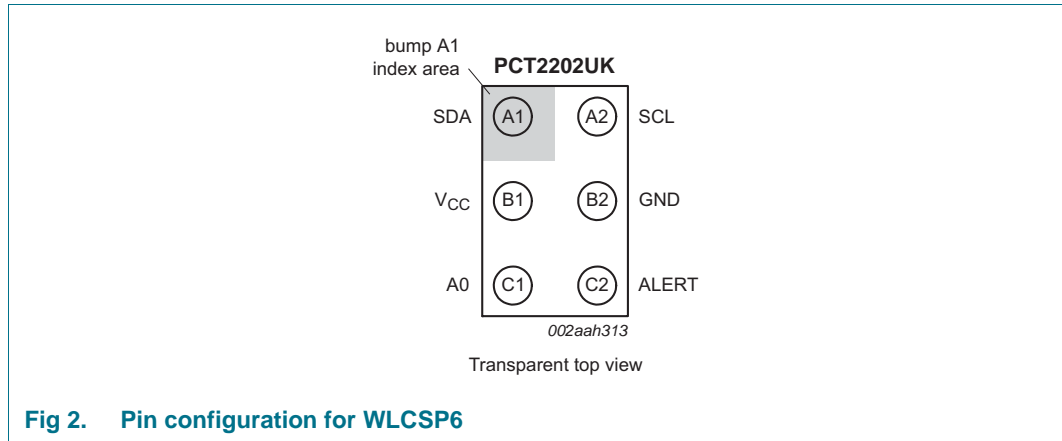 bump A1
index area
PCT2202UK
SDA A1 A2 SCL
VCC B1 B2 GND
A0 C1 C2 ALERT
002aah313
Transparent top view
Fig 2. Pin configuration for WLCSP6